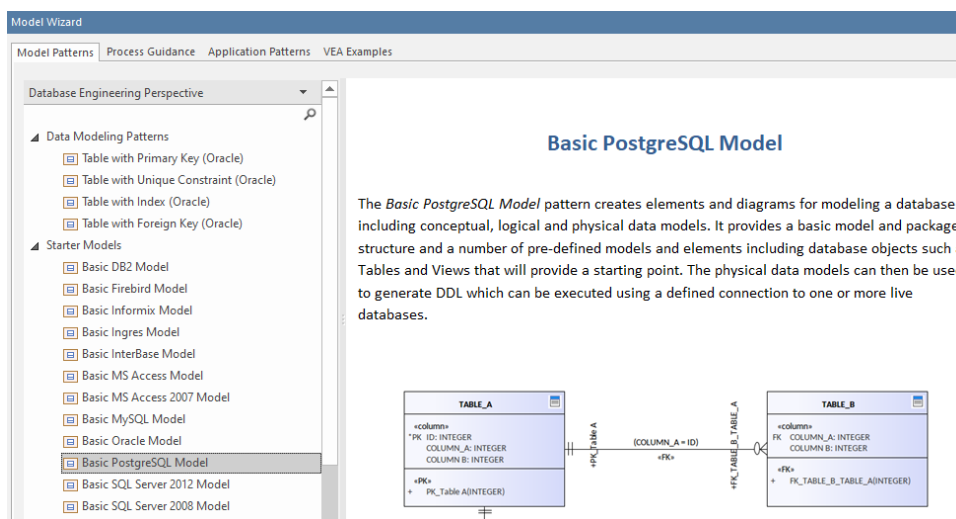 Model Wizard
Model Patterns Process Guidance Application Patterns VEA Examples
Database Engineering Perspective
Data Modeling Patterns
Table with Primary Key (Oracle)
Table with Unique Constraint (Oracle)
Table with Index (Oracle)
Table with Foreign Key (Oracle)
Starter Models
Basic DB2 Model
Basic Firebird Model
Basic Informix Model
Basic Ingres Model
Basic InterBase Model
Basic MS Access Model
Basic MS Access 2007 Model
Basic MySQL Model
Basic Oracle Model
Basic PostgreSQL Model
Basic SQL Server 2012 Model
Basic SQL Server 2008 Model
Basic PostgreSQL Model
The Basic PostgreSQL Model pattern creates elements and diagrams for modeling a database
including conceptual, logical and physical data models. It provides a basic model and package
structure and a number of pre-defined models and elements including database objects such
Tables and Views that will provide a starting point. The physical data models can then be use
to generate DDL which can be executed using a defined connection to one or more live
databases.
TABLE_A
«column»
*PK ID: INTEGER
COLUMN_A: INTEGER
COLUMN B: INTEGER
«PK»
+ PK_Table A(INTEGER)
+PK_Table A
(COLUMN_A = ID)
«FK»
+FK_TABLE_B_TABLE_A
TABLE_B
«column»
FK COLUMN_A: INTEGER
COLUMN B: INTEGER
«FK»
+ FK_TABLE_B_TABLE_A(INTEGER)